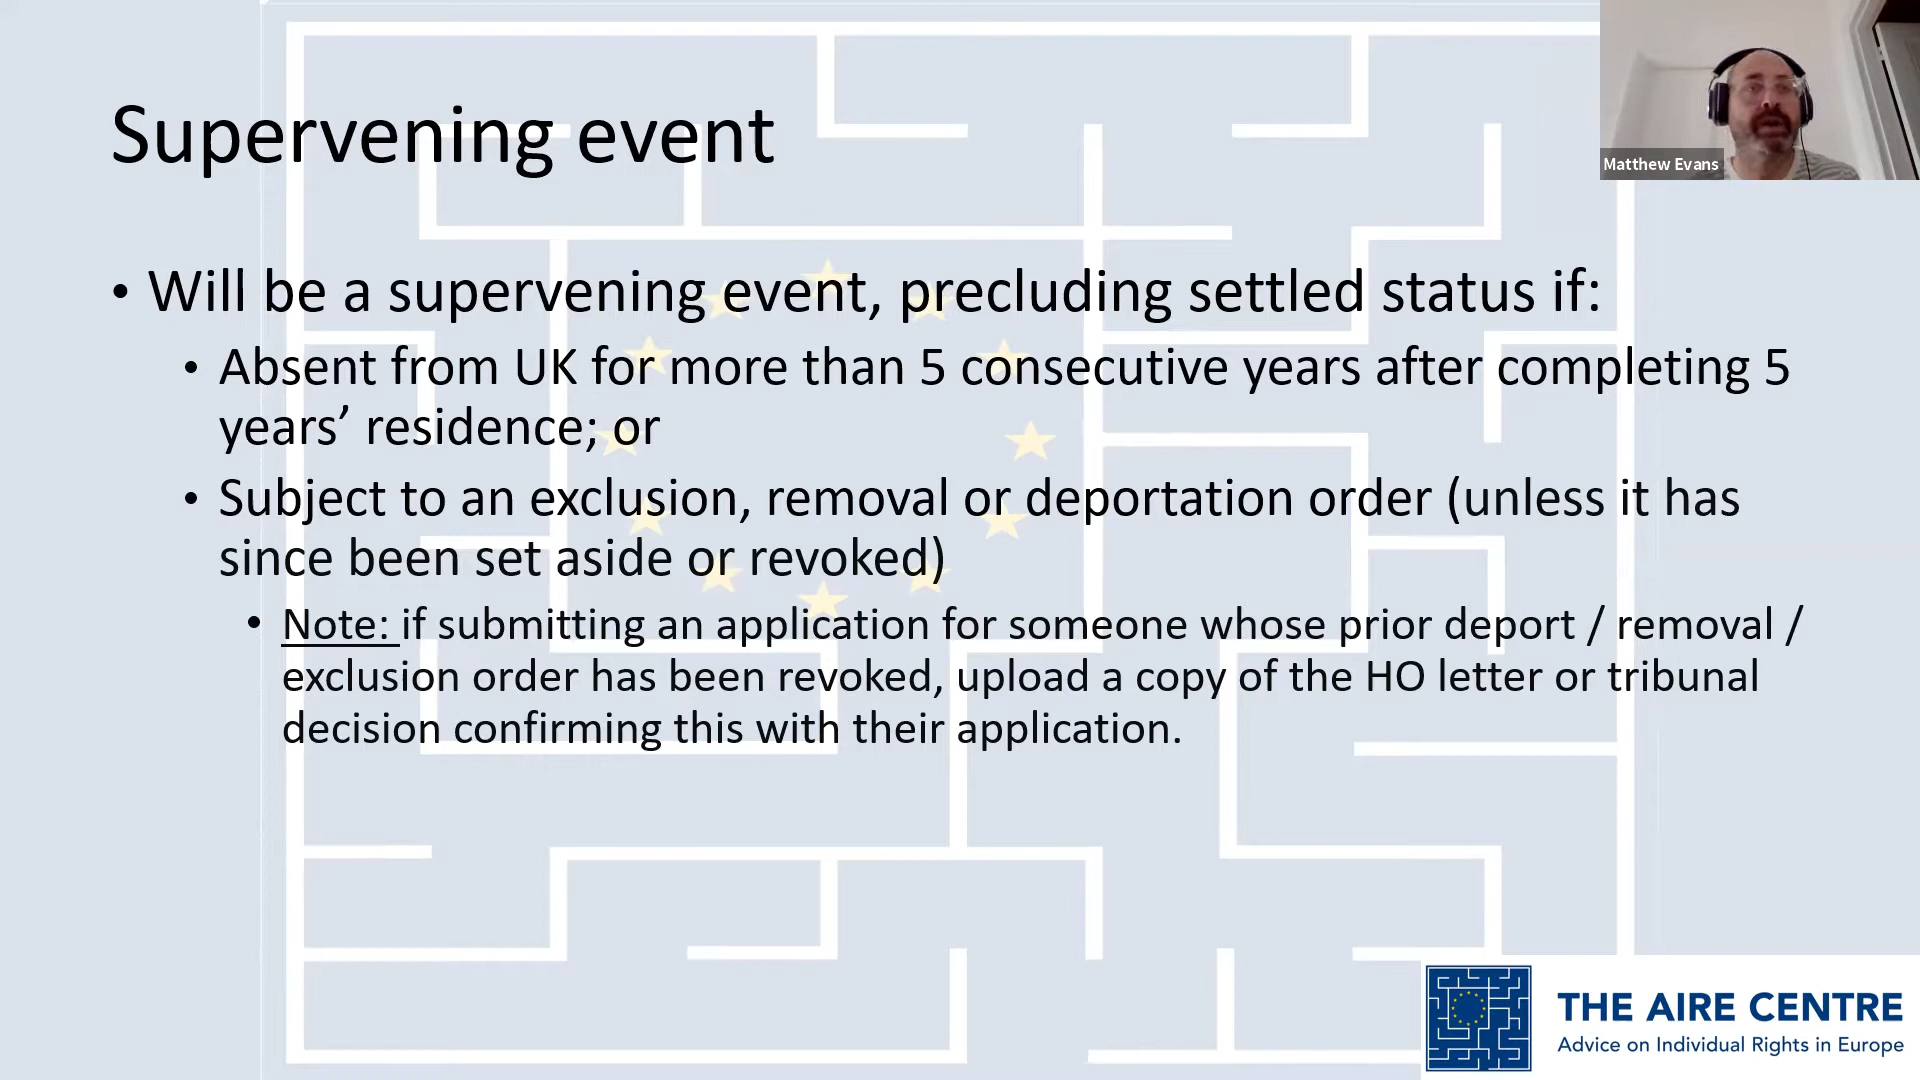 Supervening event
Matthew Evans
• Will be a supervening event, precluding settled status if:
• Absent from UK for more than 5 consecutive years after completing 5
years’ residence; or
• Subject to an exclusion, removal or deportation order (unless it has
since been set aside or revoked)
• Note: if submitting an application for someone whose prior deport / removal /
exclusion order has been revoked, upload a copy of the HO letter or tribunal
decision confirming this with their application.
THE AIRE CENTRE
Advice on Individual Rights in Europe